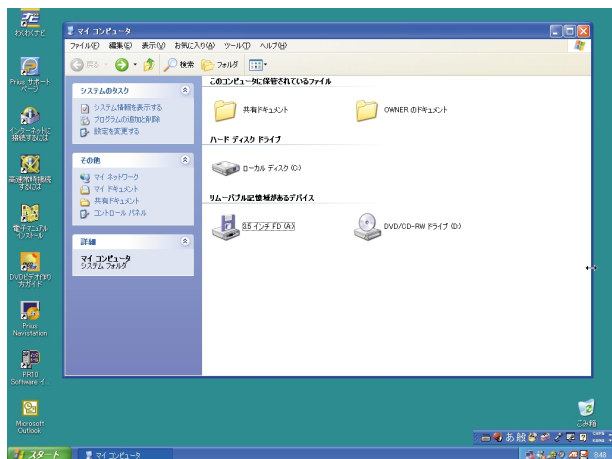 わくわくナビ
Prius サポート
ページ
インターネットに
接続するには
高速常時接続
するには
電子マニュアル
インストール
DVDビデオ作り
方ガイド
Prius
Navistation
PR10
Software イ...
Microsoft
Outlook
マイ コンピュータ
ファイル(F) 編集(E) 表示(V) お気に入り(A) ツール(T) ヘルプ(H)
戻る 検索 フォルダ
システムのタスク
システム情報を表示する
プログラムの追加と削除
設定を変更する
その他
マイ ネットワーク
マイ ドキュメント
共有ドキュメント
コントロール パネル
詳細
マイ コンピュータ
システム フォルダ
このコンピュータに保管されているファイル
共有ドキュメント OWNER のドキュメント
ハード ディスク ドライブ
ローカル ディスク (C:)
リムーバブル記憶域があるデバイス
3.5 インチ FD (A:) DVD/CD-RW ドライブ (D:)
ごみ箱
あ 般 CAPS
KANA
スタート マイ コンピュータ 8:48